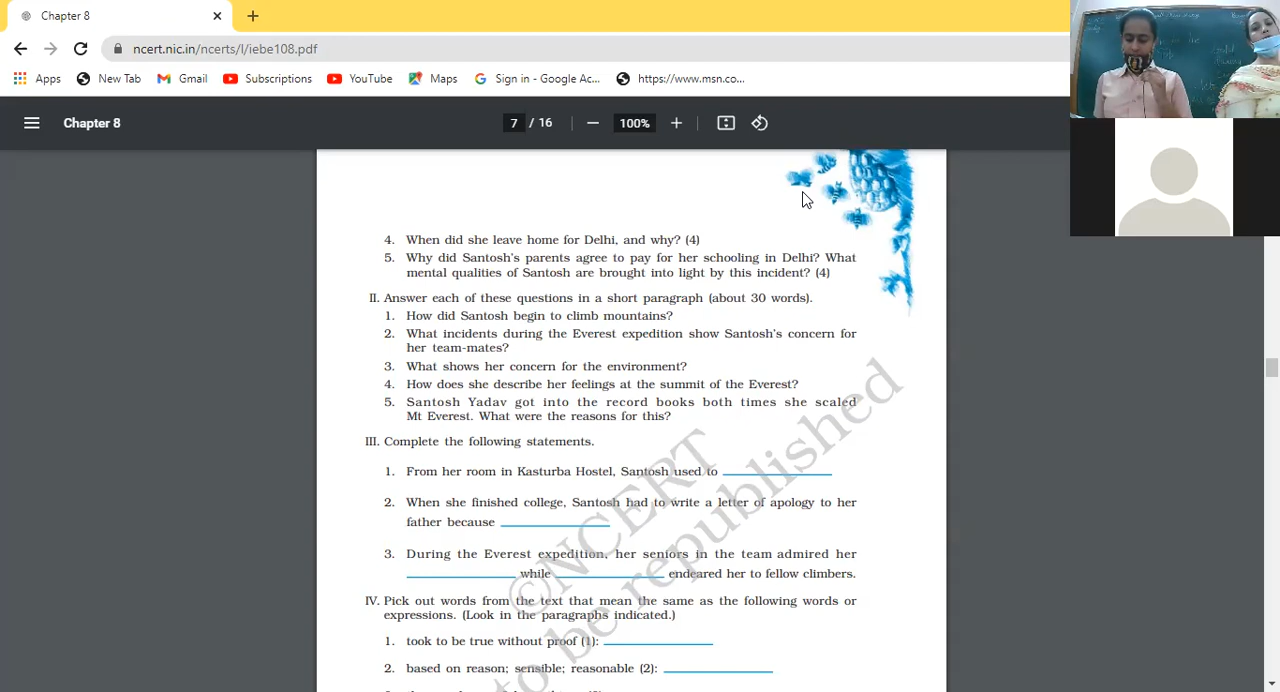 Chapter 8
ncert.nic.in/ncerts/l/iebe108.pdf
Apps New Tab Gmail Subscriptions YouTube Maps Sign in - Google Ac... https://www.msn.co...
Chapter 8 7 / 16 100%
4. When did she leave home for Delhi, and why? (4)
5. Why did Santosh's parents agree to pay for her schooling in Delhi? What
mental qualities of Santosh are brought into light by this incident? (4)
II. Answer each of these questions in a short paragraph (about 30 words).
1. How did Santosh begin to climb mountains?
2. What incidents during the Everest expedition show Santosh's concern for
her team-mates?
3. What shows her concern for the environment?
4. How does she describe her feelings at the summit of the Everest?
5. Santosh Yadav got into the record books both times she scaled
Mt Everest. What were the reasons for this?
III. Complete the following statements.
1. From her room in Kasturba Hostel, Santosh used to
2. When she finished college, Santosh had to write a letter of apology to her
father because
3. During the Everest expedition, her seniors in the team admired her
while endeared her to fellow climbers.
IV. Pick out words from the text that mean the same as the following words or
expressions. (Look in the paragraphs indicated.)
1. took to be true without proof (1):
2. based on reason; sensible; reasonable (2):
©NCERT
to be republished